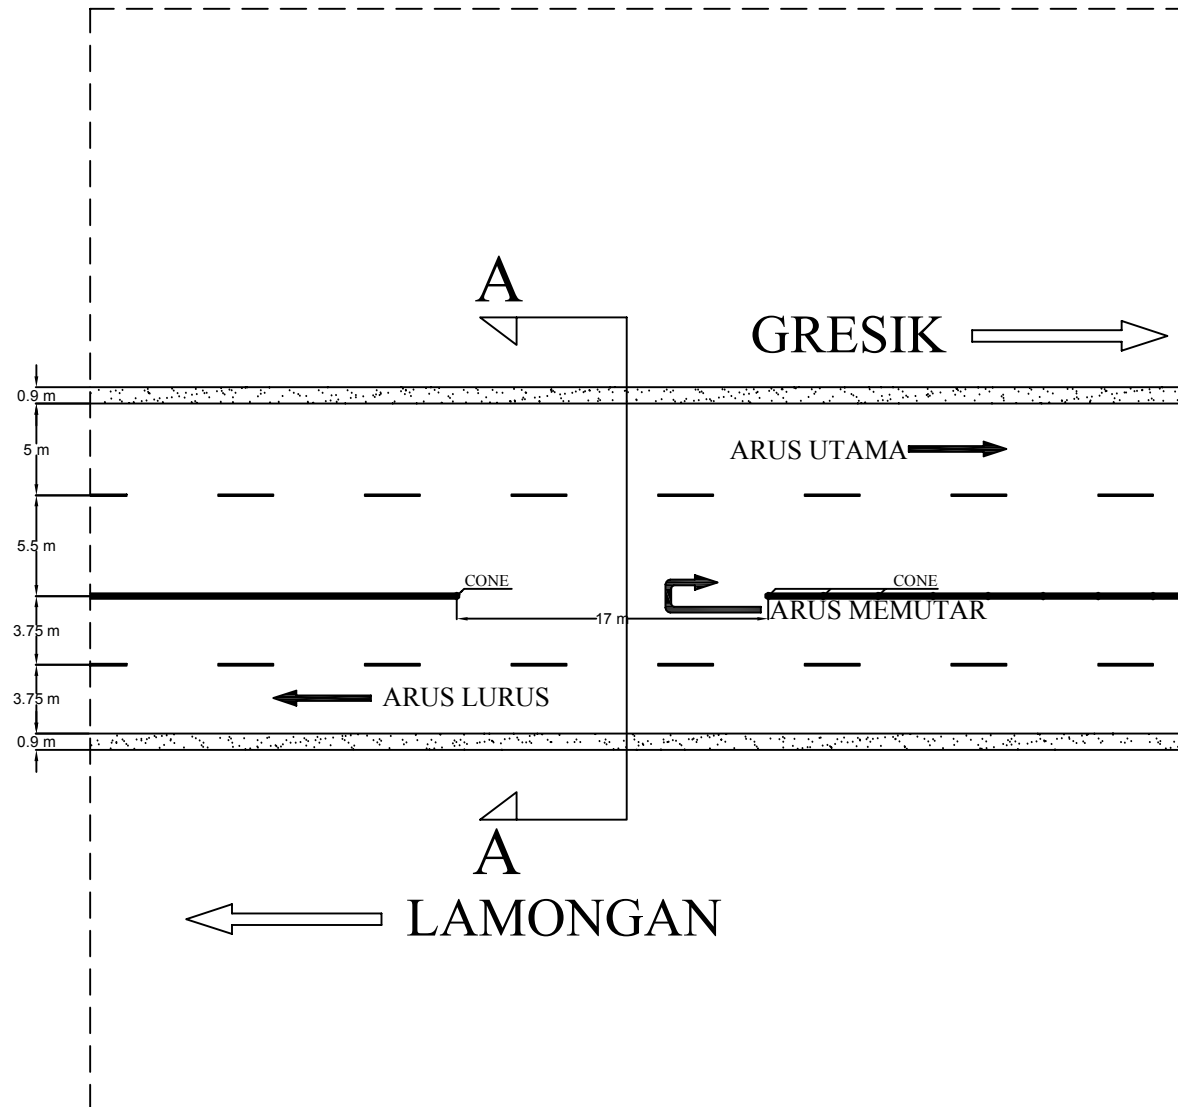 A
GRESIK
0.9 m
5 m
ARUS UTAMA
5.5 m
CONE
CONE
ARUS MEMUTAR
17 m
3.75 m
3.75 m
ARUS LURUS
0.9 m
A
LAMONGAN